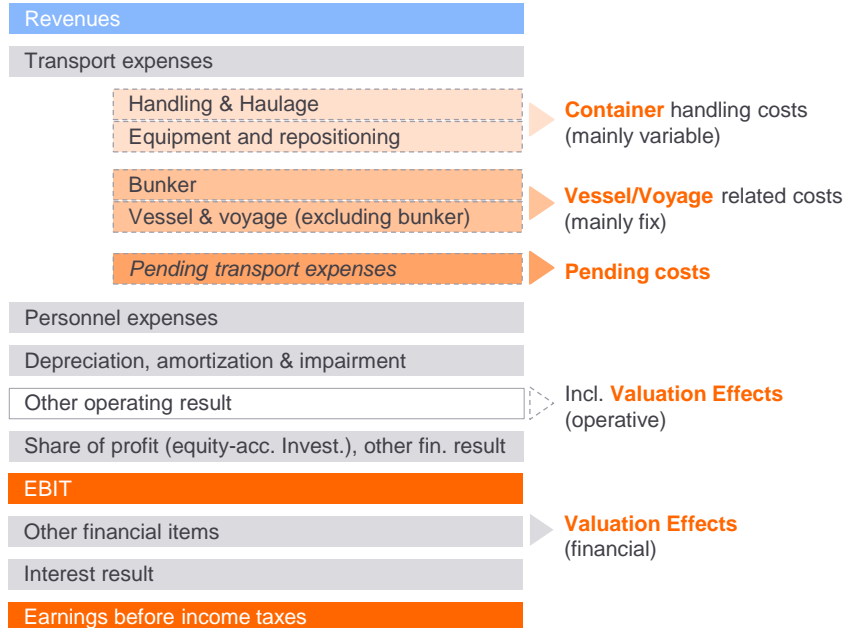 Revenues
Transport expenses
Handling & Haulage
Equipment and repositioning
Container handling costs
(mainly variable)
Bunker
Vessel & voyage (excluding bunker)
Vessel/Voyage related costs
(mainly fix)
Pending transport expenses
Pending costs
Personnel expenses
Depreciation, amortization & impairment
Other operating result
Incl. Valuation Effects
(operative)
Share of profit (equity-acc. Invest.), other fin. result
EBIT
Other financial items
Valuation Effects
(financial)
Interest result
Earnings before income taxes